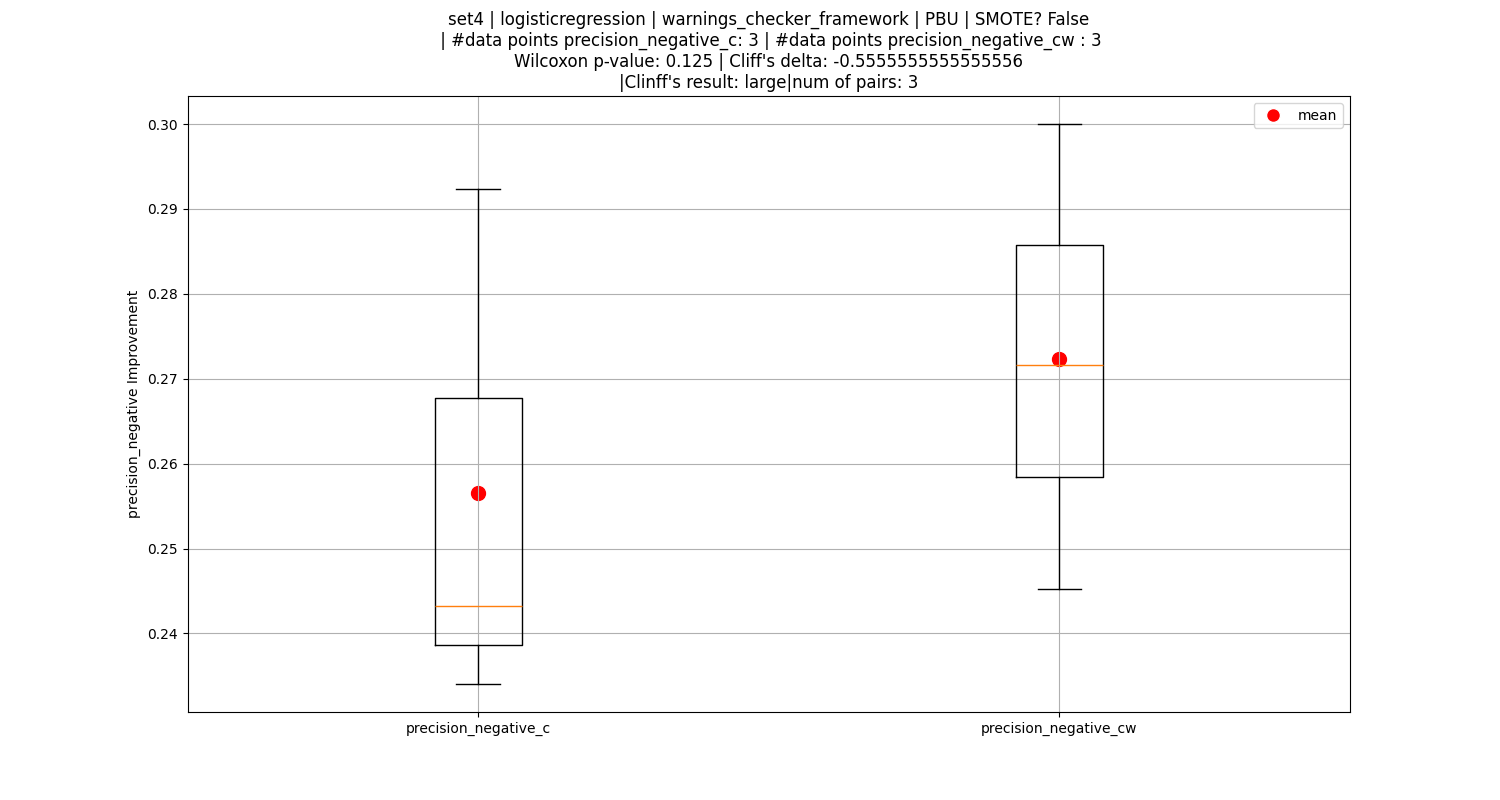 set4 | logisticregression | warnings_checker_framework | PBU | SMOTE? False
| #data points precision_negative_c: 3 | #data points precision_negative_cw : 3
Wilcoxon p-value: 0.125 | Cliff's delta: -0.5555555555555556
|Clinff's result: large|num of pairs: 3
mean
0.30
0.29
0.28
0.27
0.26
0.25
0.24
precision_negative Improvement
precision_negative_c
precision_negative_cw